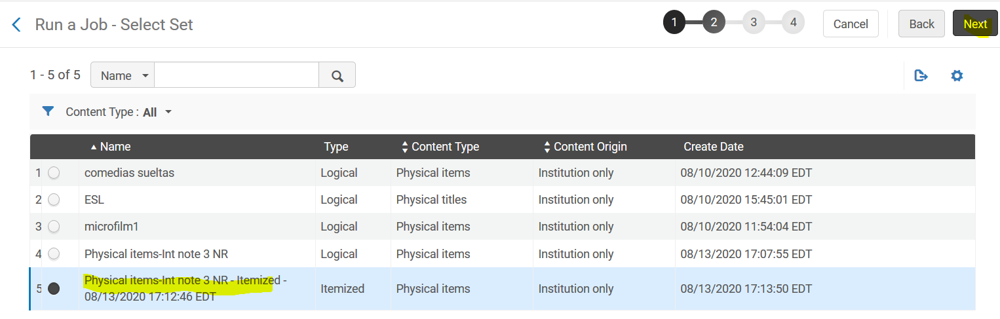 Run a Job - Select Set
1 2 3 4
Cancel Back Next
1 - 5 of 5 Name
Content Type : All
Name Type Content Type Content Origin Create Date
1 comedias sueltas Logical Physical items Institution only 08/10/2020 12:44:09 EDT
2 ESL Logical Physical titles Institution only 08/10/2020 15:45:01 EDT
3 microfilm1 Logical Physical items Institution only 08/10/2020 11:54:04 EDT
4 Physical items-Int note 3 NR Logical Physical items Institution only 08/13/2020 17:07:55 EDT
5 Physical items-Int note 3 NR - Itemized -
08/13/2020 17:12:46 EDT Itemized Physical items Institution only 08/13/2020 17:13:50 EDT